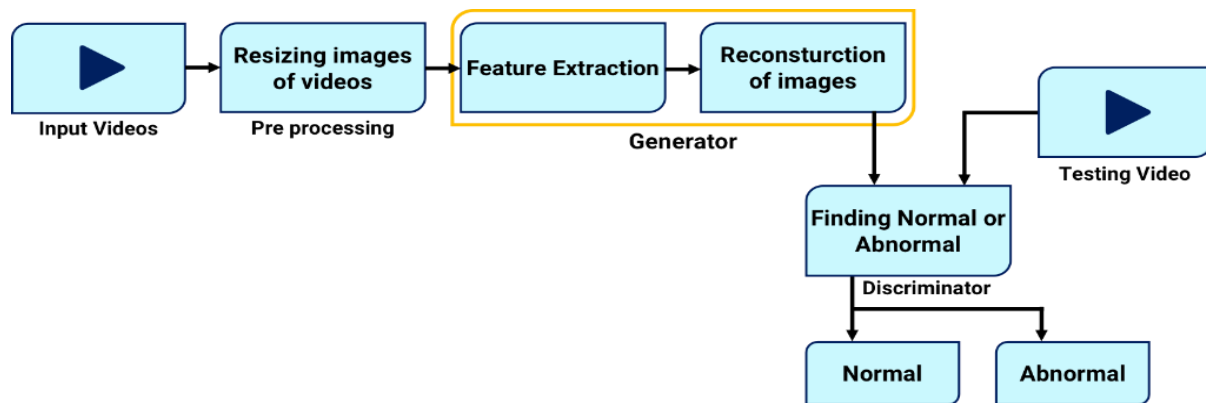 Resizing images
of videos
Feature Extraction
Reconsturction
of images
Input Videos
Pre processing
Generator
Testing Video
Finding Normal or
Abnormal
Discriminator
Normal
Abnormal